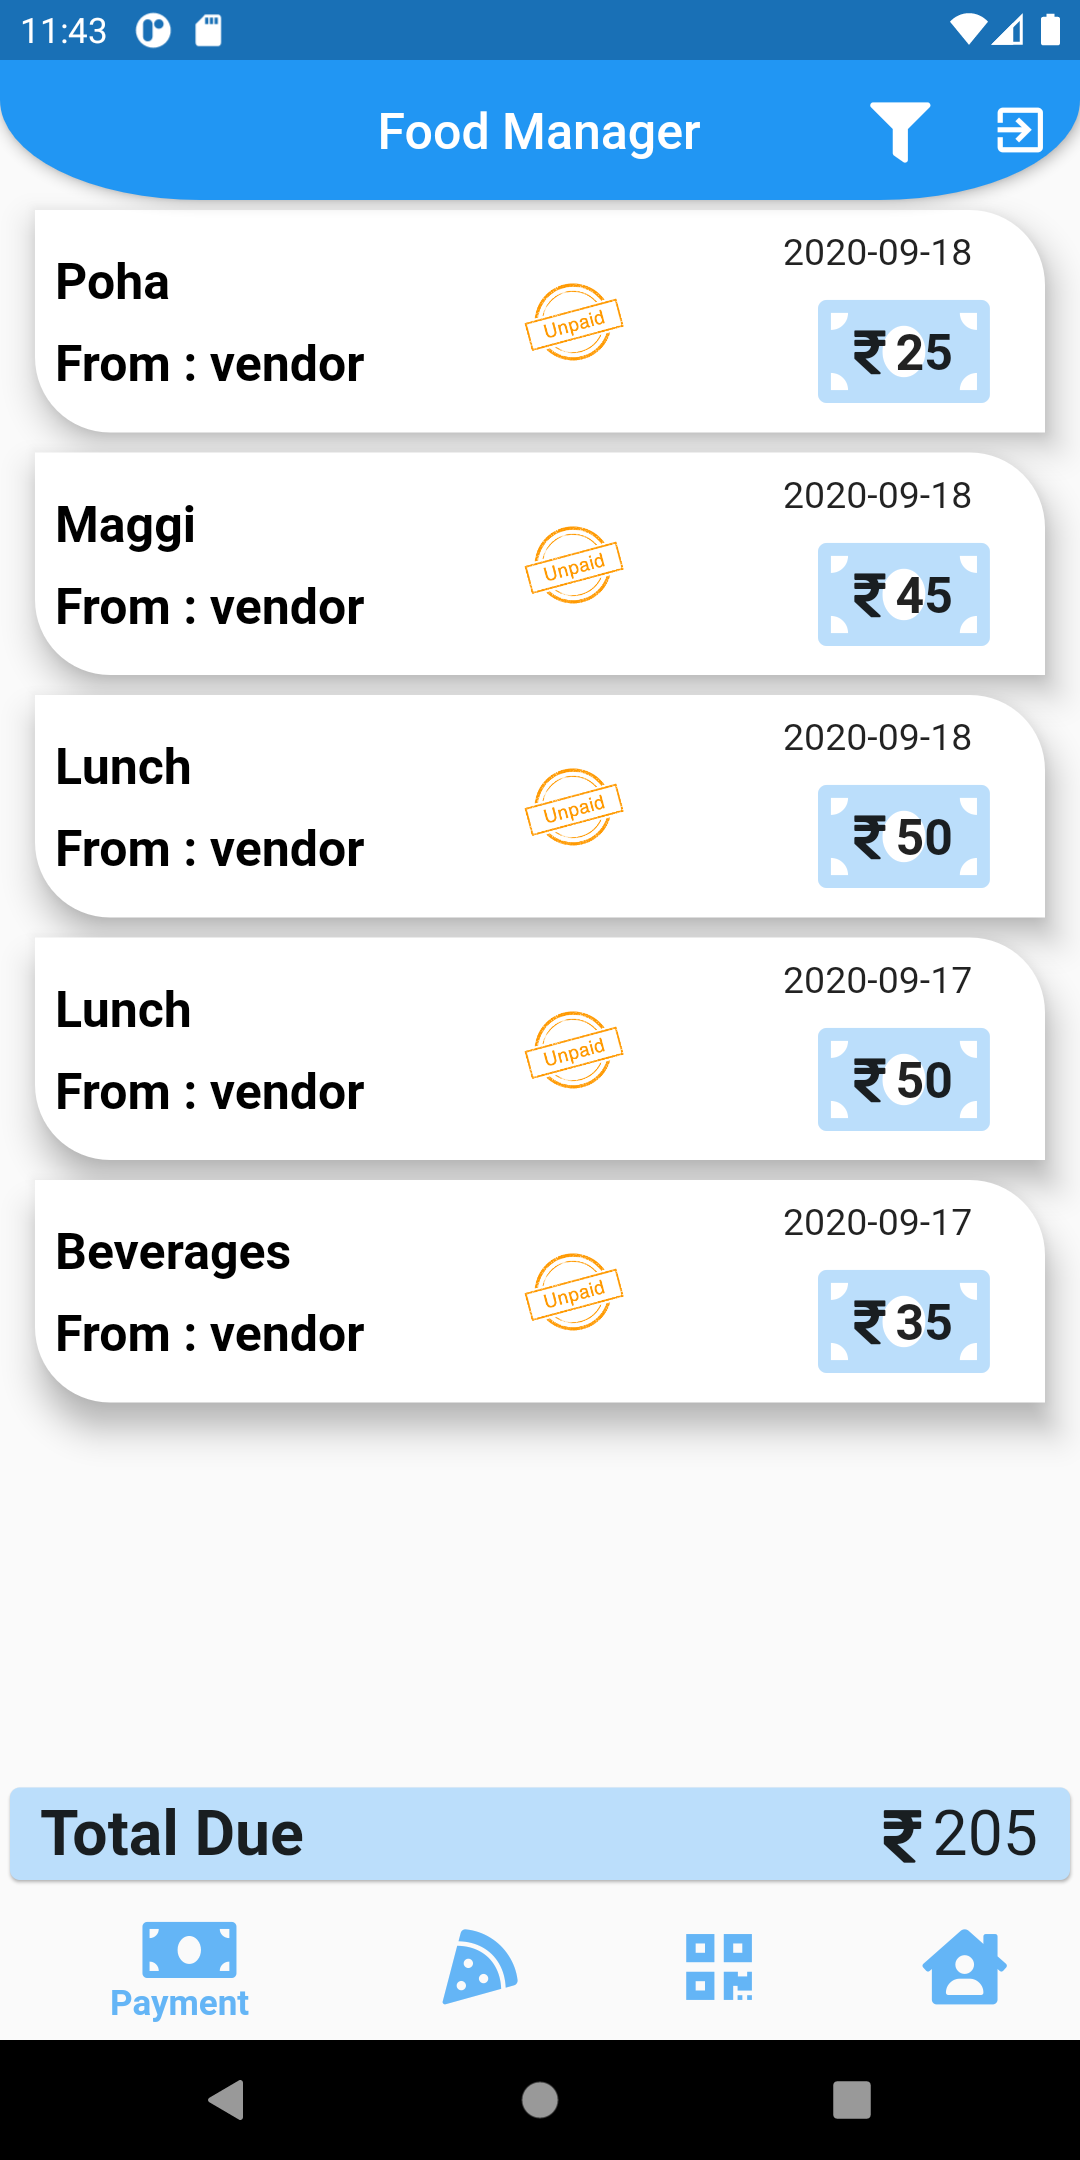 11:43
Food Manager
2020-09-18
Poha
Unpaid
₹ 25
From : vendor
2020-09-18
Maggi
Unpaid
₹ 45
From : vendor
2020-09-18
Lunch
Unpaid
₹ 50
From : vendor
2020-09-17
Lunch
Unpaid
₹ 50
From : vendor
2020-09-17
Beverages
Unpaid
₹ 35
From : vendor
Total Due ₹ 205
Payment